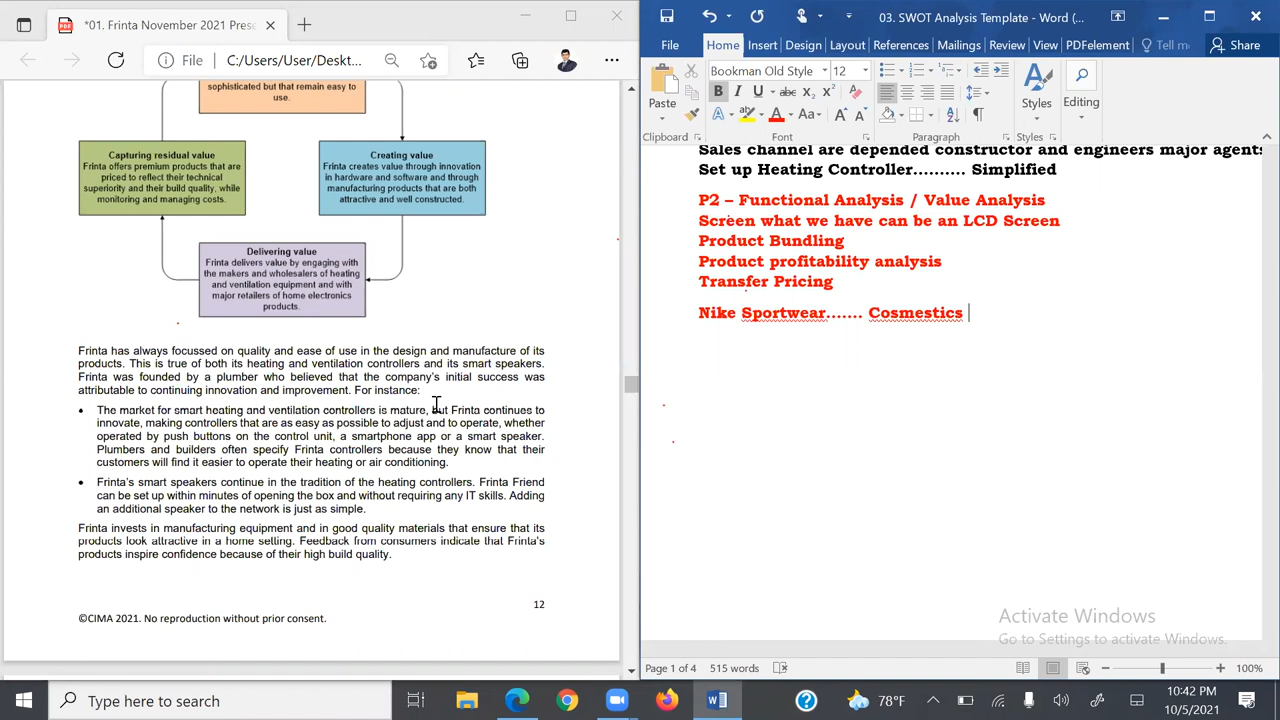 *01. Frinta November 2021 Prese
File
C:/Users/User/Deskt...
sophisticated but that remain easy to
use.
Capturing residual value
Frinta offers premium products that are
priced to reflect their technical
superiority and their build quality, while
monitoring and managing costs.
Creating value
Frinta creates value through innovation
in hardware and software and through
manufacturing products that are both
attractive and well constructed.
Delivering value
Frinta delivers value by engaging with
the makers and wholesalers of heating
and ventilation equipment and with
major retailers of home electronics
products.
Frinta has always focussed on quality and ease of use in the design and manufacture of its
products. This is true of both its heating and ventilation controllers and its smart speakers.
Frinta was founded by a plumber who believed that the company's initial success was
attributable to continuing innovation and improvement. For instance:
• The market for smart heating and ventilation controllers is mature, but Frinta continues to
innovate, making controllers that are as easy as possible to adjust and to operate, whether
operated by push buttons on the control unit, a smartphone app or a smart speaker.
Plumbers and builders often specify Frinta controllers because they know that their
customers will find it easier to operate their heating or air conditioning.
• Frinta's smart speakers continue in the tradition of the heating controllers. Frinta Friend
can be set up within minutes of opening the box and without requiring any IT skills. Adding
an additional speaker to the network is just as simple.
Frinta invests in manufacturing equipment and in good quality materials that ensure that its
products look attractive in a home setting. Feedback from consumers indicate that Frinta's
products inspire confidence because of their high build quality.
12
©CIMA 2021. No reproduction without prior consent.
03. SWOT Analysis Template - Word (...
File Home Insert Design Layout References Mailings Review View PDFelement Tell me Share
Paste
Bookman Old Style 12
B I U abc x₂ x²
A Aa A A
Styles
Editing
Clipboard Font Paragraph Styles
Sales channel are depended constructor and engineers major agents
Set up Heating Controller.......... Simplified
P2 – Functional Analysis / Value Analysis
Screen what we have can be an LCD Screen
Product Bundling
Product profitability analysis
Transfer Pricing
Nike Sportwear....... Cosmestics
Activate Windows
Go to Settings to activate Windows.
Page 1 of 4 515 words 100%
Type here to search
78°F
10:42 PM
10/5/2021